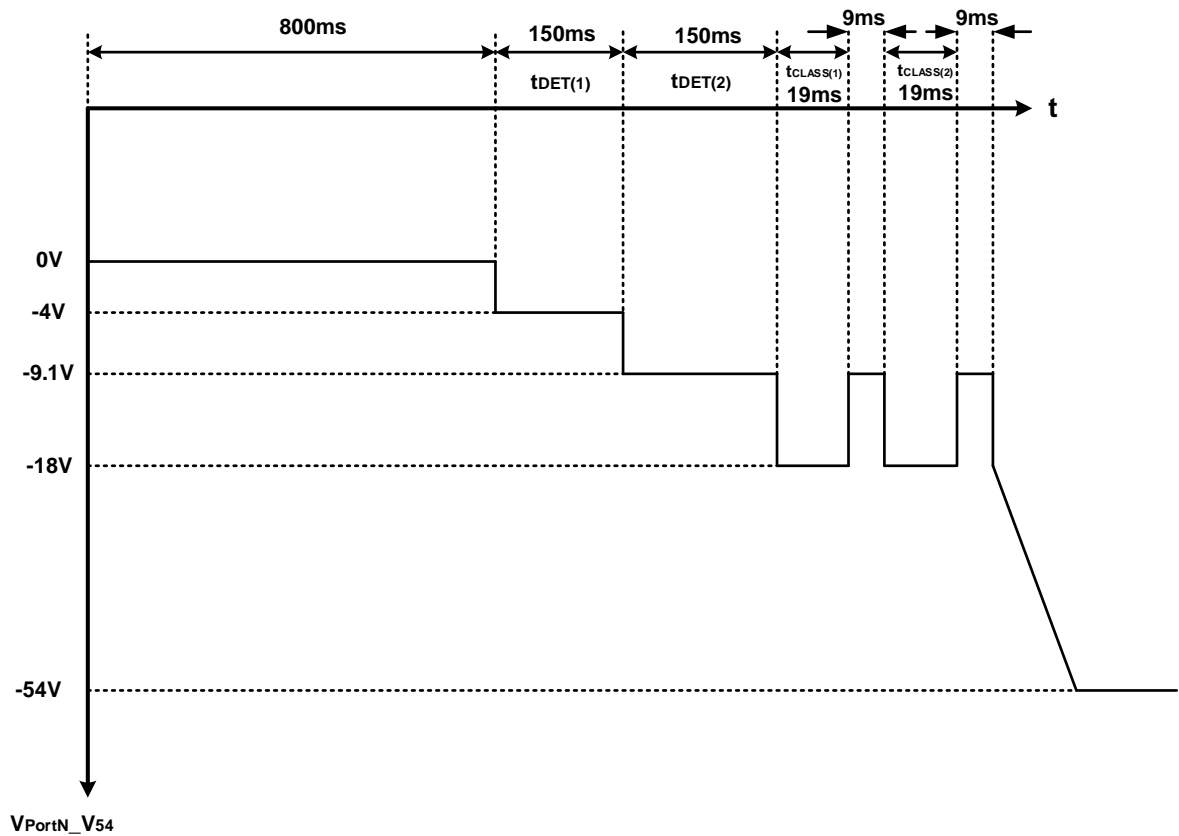 9ms 9ms
800ms 150ms 150ms
tDET(1) tDET(2) tCLASS(1) tCLASS(2)
19ms 19ms
t
0V
-4V
-9.1V
-18V
-54V
VPortN_V54